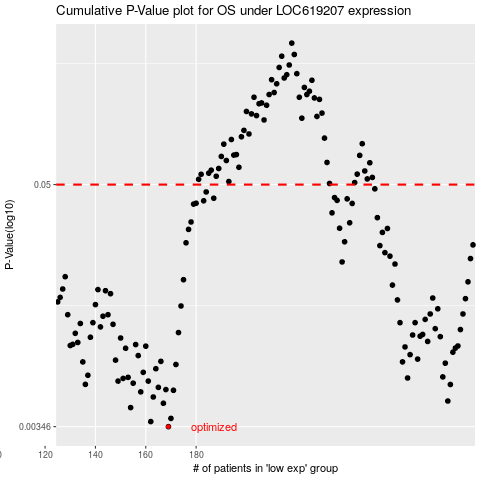 Cumulative P-Value plot for OS under LOC619207 expression
P-Value(log10)
0.05
0.00346
optimized
0 120 140 160 180
# of patients in 'low exp' group